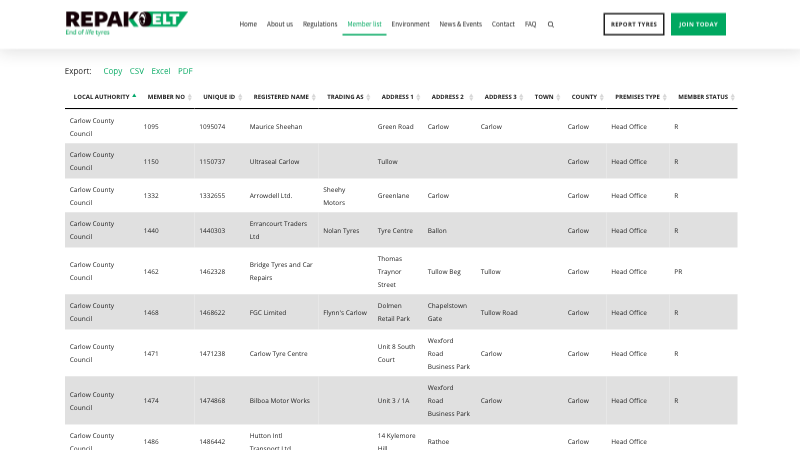 REPAK ELT
End of life tyres
Home About us Regulations Member list Environment News & Events Contact FAQ
REPORT TYRES JOIN TODAY
Export: Copy CSV Excel PDF
LOCAL AUTHORITY MEMBER NO UNIQUE ID REGISTERED NAME TRADING AS ADDRESS 1 ADDRESS 2 ADDRESS 3 TOWN COUNTY PREMISES TYPE MEMBER STATUS
Carlow County
Council 1095 1095074 Maurice Sheehan Green Road Carlow Carlow Carlow Head Office R
Carlow County
Council 1150 1150737 Ultraseal Carlow Tullow Carlow Head Office R
Carlow County
Council 1332 1332655 Arrowdell Ltd. Sheehy
Motors Greenlane Carlow Carlow Head Office R
Carlow County
Council 1440 1440303 Errancourt Traders
Ltd Nolan Tyres Tyre Centre Ballon Carlow Head Office R
Carlow County
Council 1462 1462328 Bridge Tyres and Car
Repairs Thomas
Traynor
Street Tullow Beg Tullow Carlow Head Office PR
Carlow County
Council 1468 1468622 FGC Limited Flynn's Carlow Dolmen
Retail Park Chapelstown
Gate Tullow Road Carlow Head Office R
Carlow County
Council 1471 1471238 Carlow Tyre Centre Unit 8 South
Court Wexford
Road
Business Park Carlow Carlow Head Office R
Carlow County
Council 1474 1474868 Bilboa Motor Works Unit 3 / 1A Wexford
Road
Business Park Carlow Carlow Head Office R
Carlow County
Council 1486 1486442 Hutton Intl
Transport Ltd 14 Kylemore
Hill Rathoe Carlow Head Office